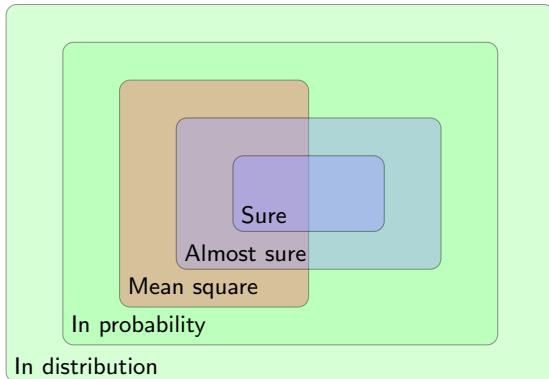 Sure
Almost sure
Mean square
In probability
In distribution